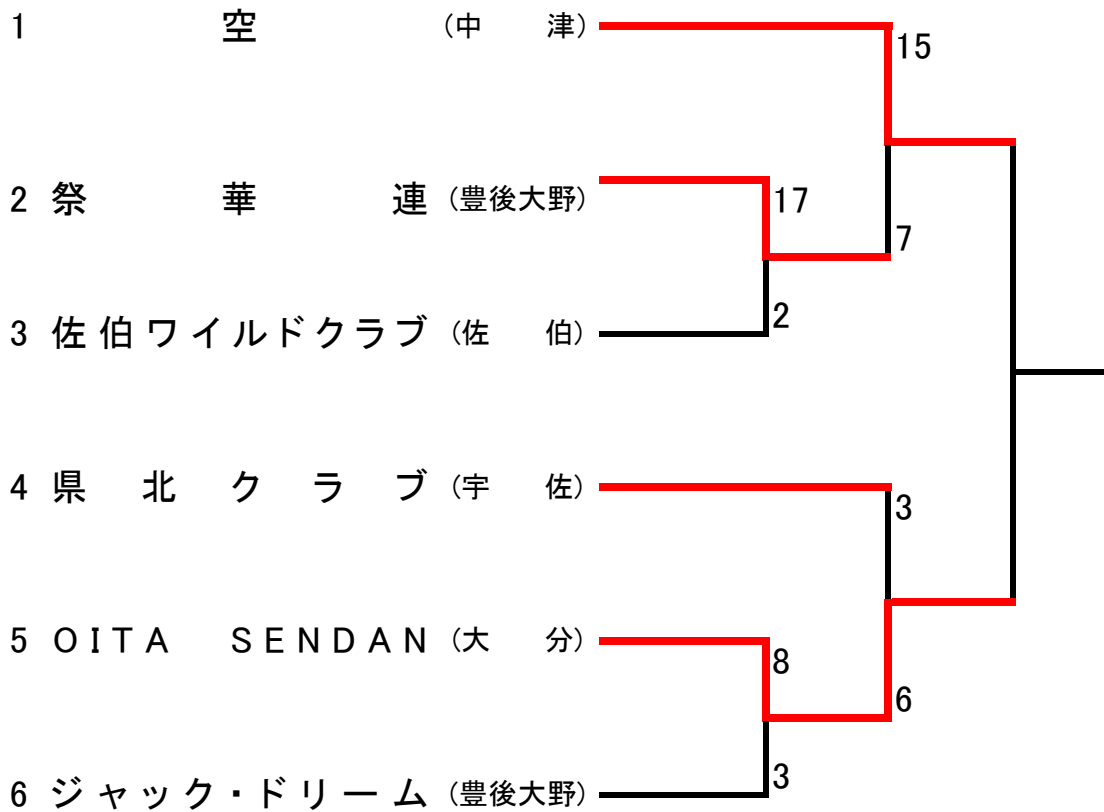 1 空 (中 津)
15
2 祭 華 連 (豊後大野)
17
7
3 佐伯ワイルドクラブ (佐 伯)
2
4 県 北 ク ラ ブ (宇 佐)
3
5 OITA SENDAN (大 分)
8
6
6 ジャック・ドリーム (豊後大野)
3